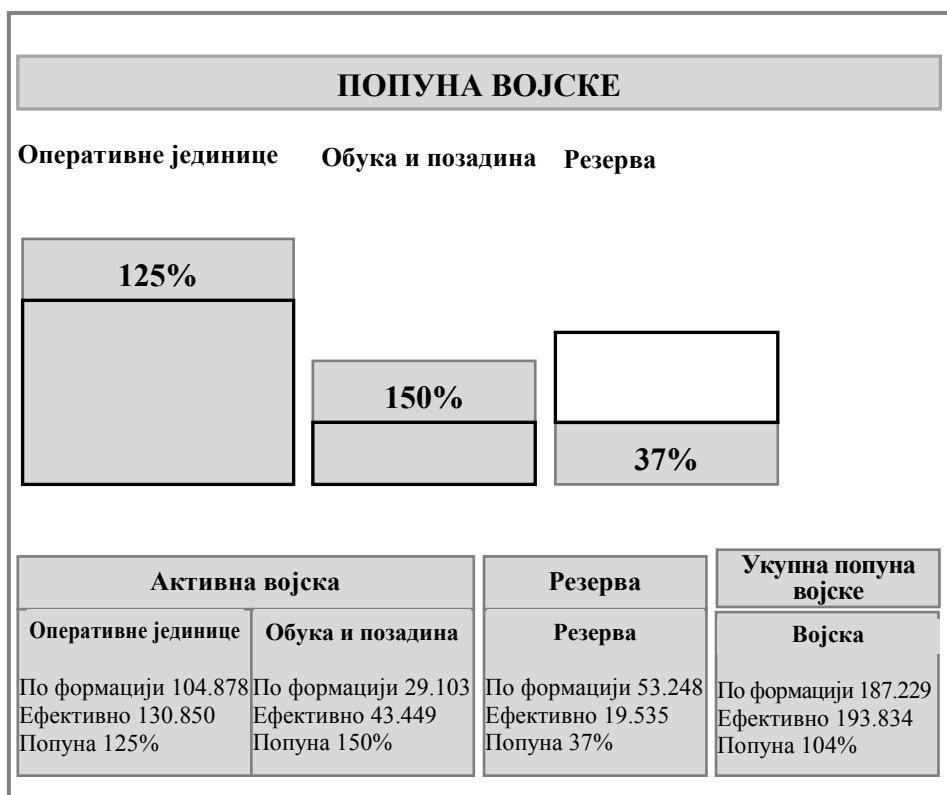 ПОПУНА ВОЈСКЕ
Оперативне јединице
Обука и позадина
Резерва
125%
150%
37%
Активна војска
Оперативне јединице
По формацији 104.878
Ефективно 130.850
Попуна 125%
Обука и позадина
По формацији 29.103
Ефективно 43.449
Попуна 150%
Резерва
Резерва
По формацији 53.248
Ефективно 19.535
Попуна 37%
Укупна попуна
војске
Војска
По формацији 187.229
Ефективно 193.834
Попуна 104%